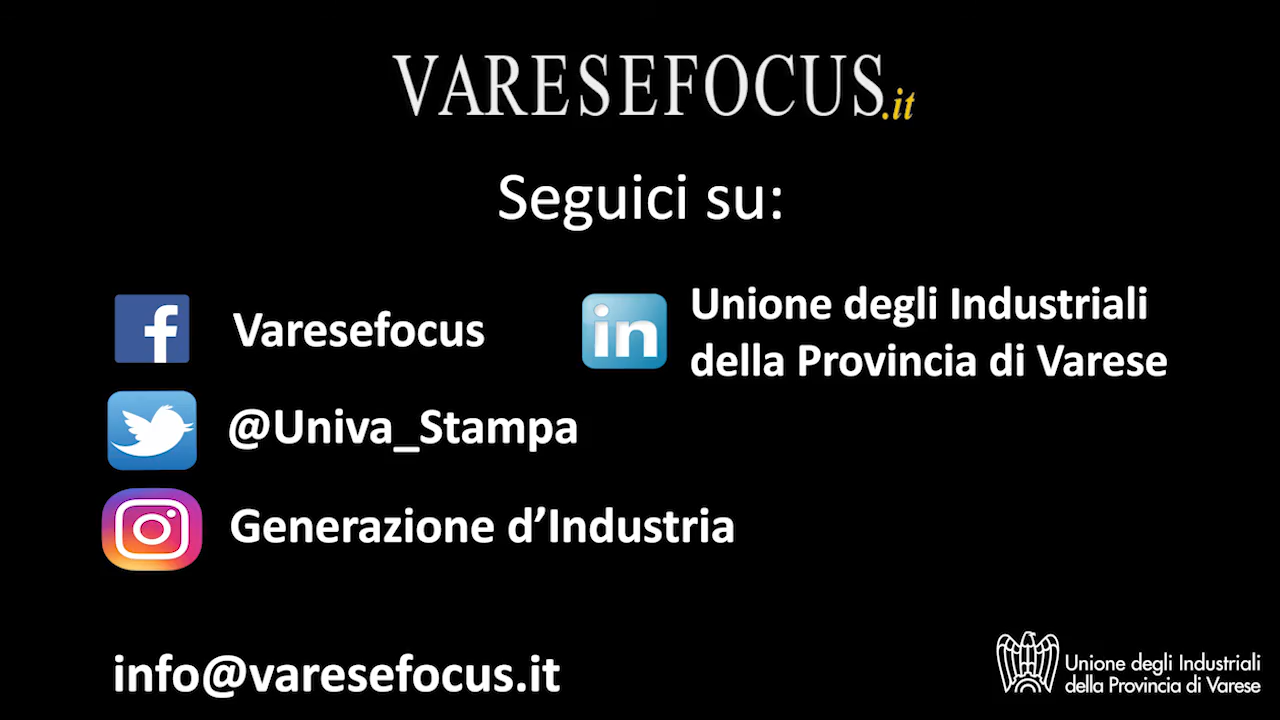 VARESEFOCUS.it
Seguici su:
Varesefocus
in
Unione degli Industriali
della Provincia di Varese
@Univa_Stampa
Generazione d’Industria
info@varesefocus.it
Unione degli Industriali
della Provincia di Varese